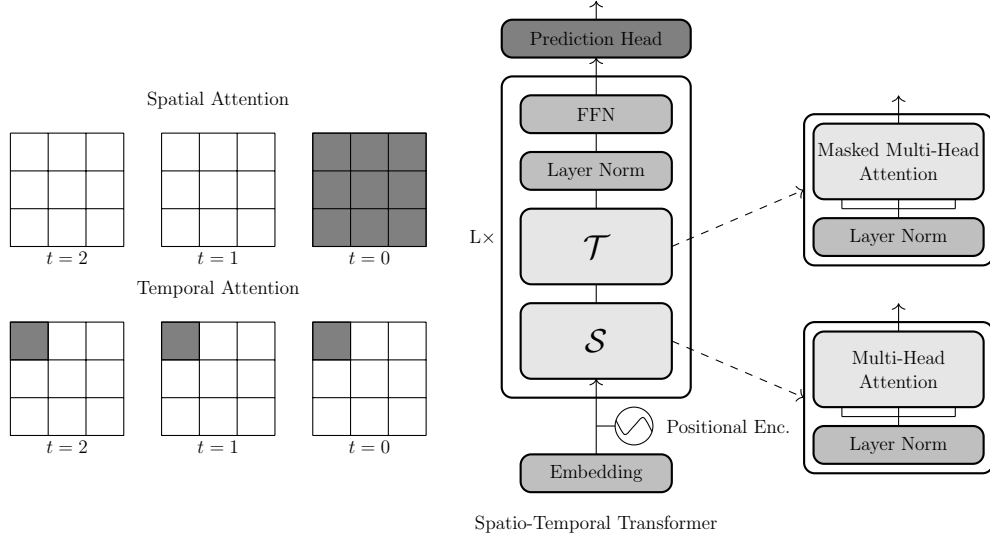 Spatial Attention
t = 2
t = 1
t = 0
Temporal Attention
t = 2
t = 1
t = 0
Prediction Head
FFN
Layer Norm
L×
𝒯
𝒮
Positional Enc.
Embedding
Spatio-Temporal Transformer
Masked Multi-Head
Attention
Layer Norm
Multi-Head
Attention
Layer Norm